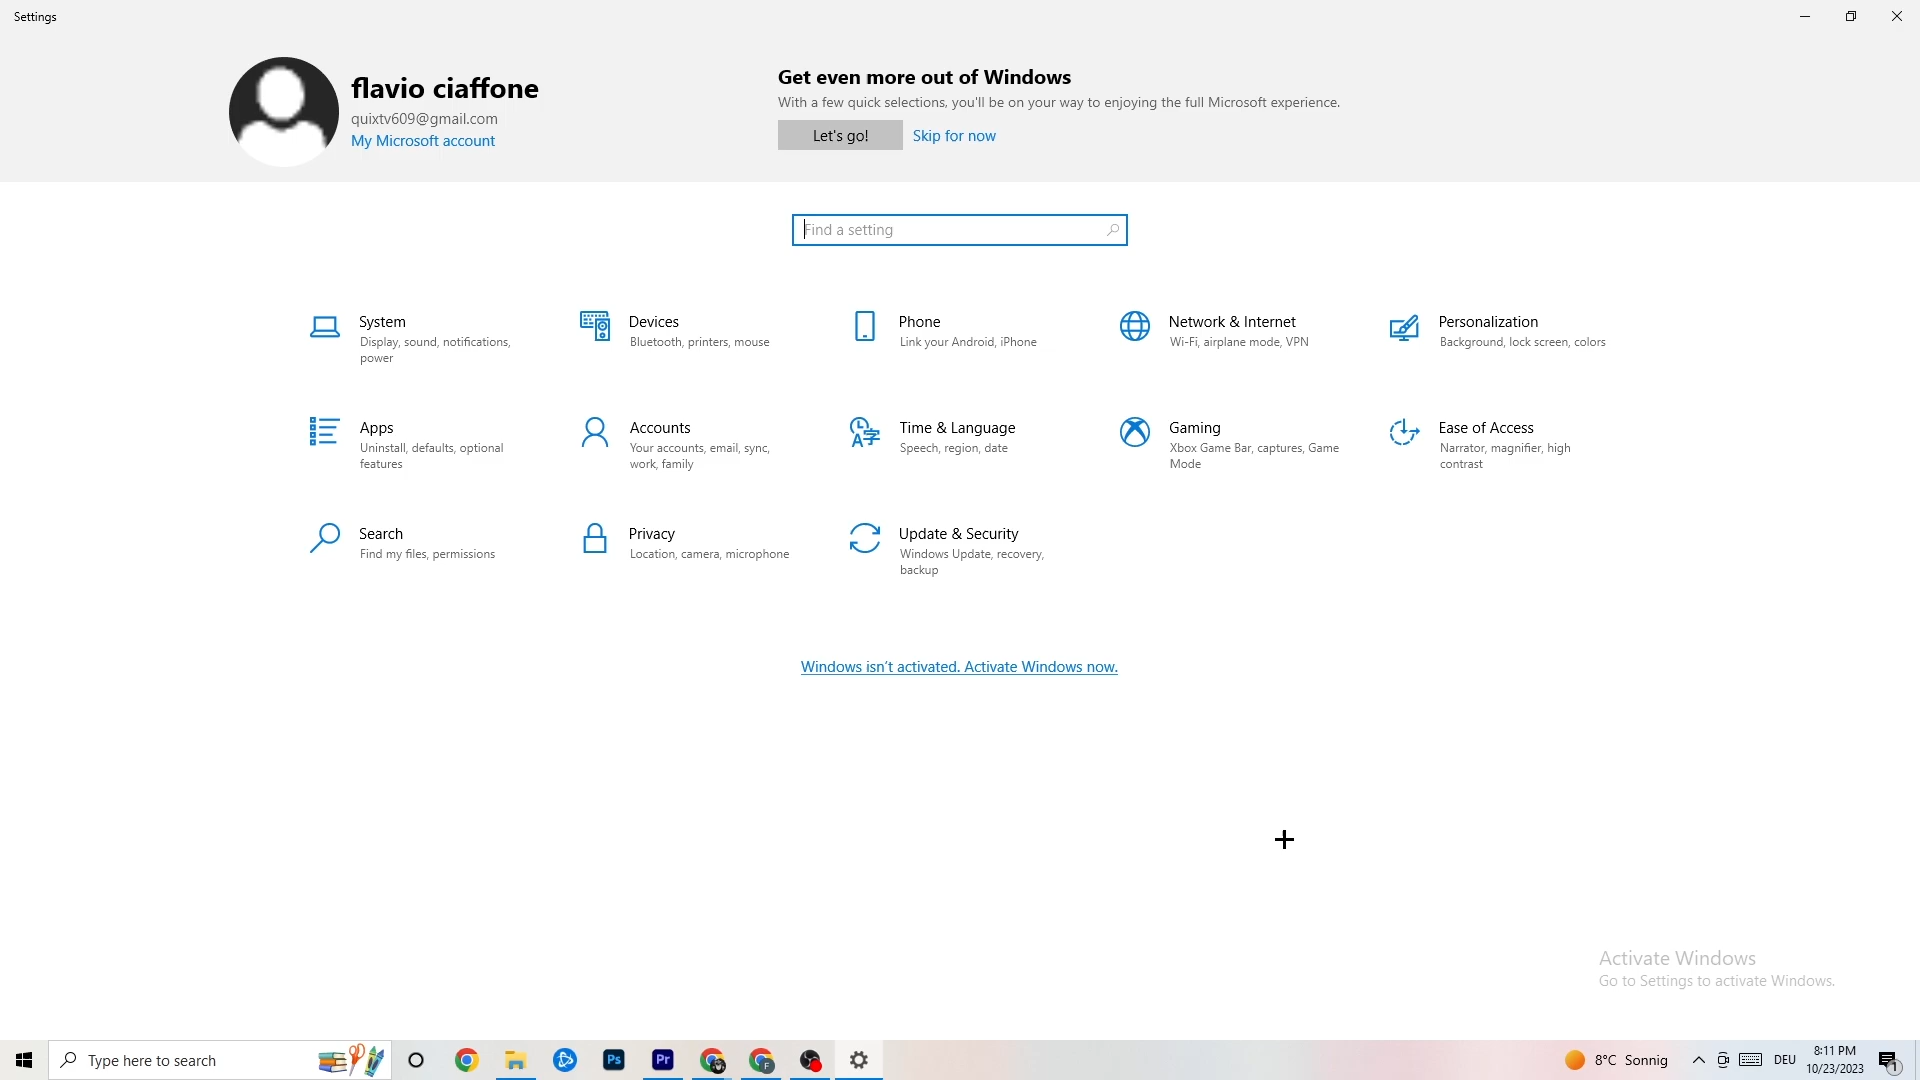 Settings
flavio ciaffone
quixtv609@gmail.com
My Microsoft account
Get even more out of Windows
With a few quick selections, you'll be on your way to enjoying the full Microsoft experience.
Let's go!
Skip for now
Find a setting
System
Display, sound, notifications,
power
Devices
Bluetooth, printers, mouse
Phone
Link your Android, iPhone
Network & Internet
Wi-Fi, airplane mode, VPN
Personalization
Background, lock screen, colors
Apps
Uninstall, defaults, optional
features
Accounts
Your accounts, email, sync,
work, family
Time & Language
Speech, region, date
Gaming
Xbox Game Bar, captures, Game
Mode
Ease of Access
Narrator, magnifier, high
contrast
Search
Find my files, permissions
Privacy
Location, camera, microphone
Update & Security
Windows Update, recovery,
backup
Windows isn't activated. Activate Windows now.
Activate Windows
Go to Settings to activate Windows.
Type here to search
Ps
Pr
F
8°C Sonnig
DEU
8:11 PM
10/23/2023
1